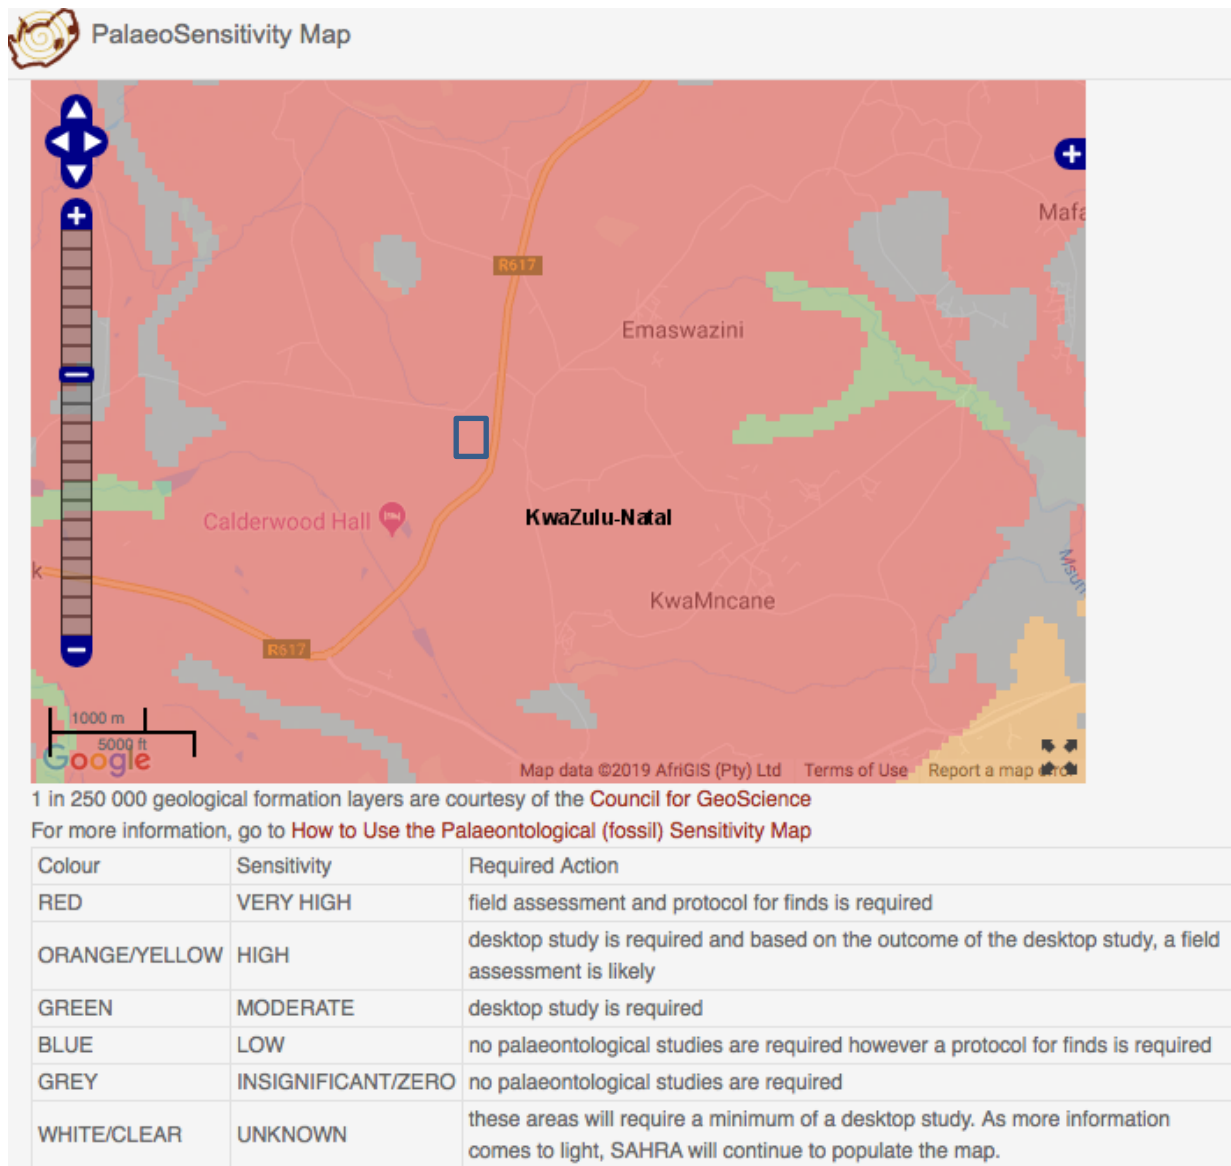 PalaeoSensitivity Map
Mafa
R617
Emaswazini
Calderwood Hall
KwaZulu-Natal
k
Msun
KwaMncane
R617
1000 m
5000 ft
Google
Map data ©2019 AfriGIS (Pty) Ltd Terms of Use Report a map error
1 in 250 000 geological formation layers are courtesy of the Council for GeoScience
For more information, go to How to Use the Palaeontological (fossil) Sensitivity Map
Colour Sensitivity Required Action
RED VERY HIGH field assessment and protocol for finds is required
ORANGE/YELLOW HIGH desktop study is required and based on the outcome of the desktop study, a field
assessment is likely
GREEN MODERATE desktop study is required
BLUE LOW no palaeontological studies are required however a protocol for finds is required
GREY INSIGNIFICANT/ZERO no palaeontological studies are required
WHITE/CLEAR UNKNOWN these areas will require a minimum of a desktop study. As more information
comes to light, SAHRA will continue to populate the map.